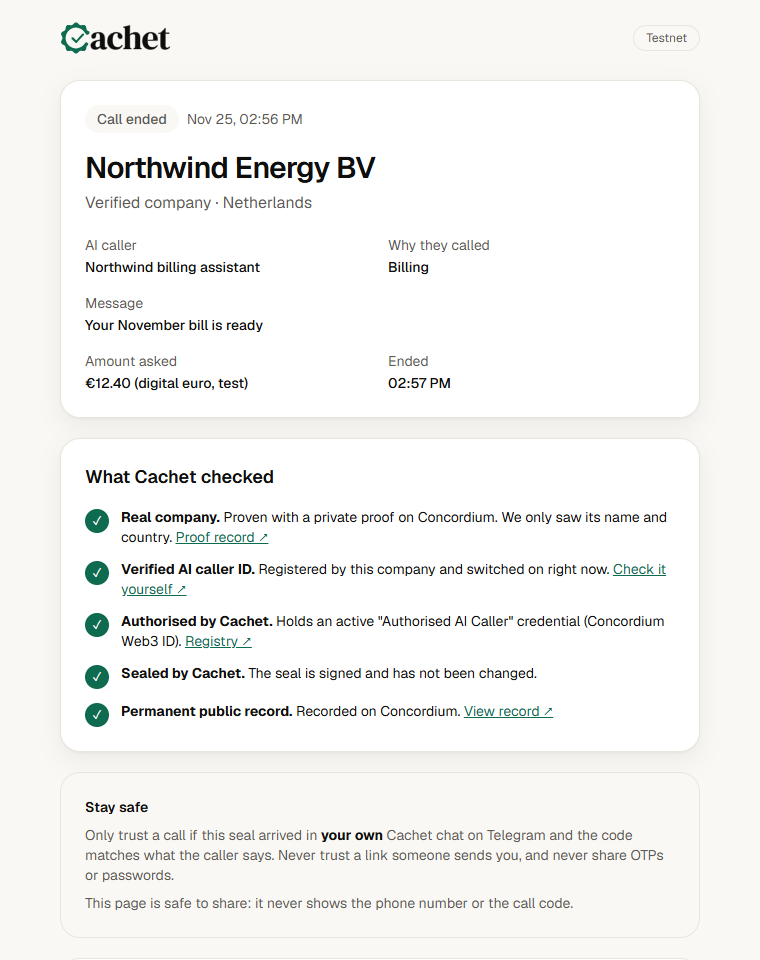 Cachet
Testnet
Call ended
Nov 25, 02:56 PM
Northwind Energy BV
Verified company · Netherlands
AI caller
Northwind billing assistant
Why they called
Billing
Message
Your November bill is ready
Amount asked
€12.40 (digital euro, test)
Ended
02:57 PM
What Cachet checked
Real company. Proven with a private proof on Concordium. We only saw its name and
country. Proof record ↗
Verified AI caller ID. Registered by this company and switched on right now. Check it
yourself ↗
Authorised by Cachet. Holds an active "Authorised AI Caller" credential (Concordium
Web3 ID). Registry ↗
Sealed by Cachet. The seal is signed and has not been changed.
Permanent public record. Recorded on Concordium. View record ↗
Stay safe
Only trust a call if this seal arrived in your own Cachet chat on Telegram and the code
matches what the caller says. Never trust a link someone sends you, and never share OTPs
or passwords.
This page is safe to share: it never shows the phone number or the call code.